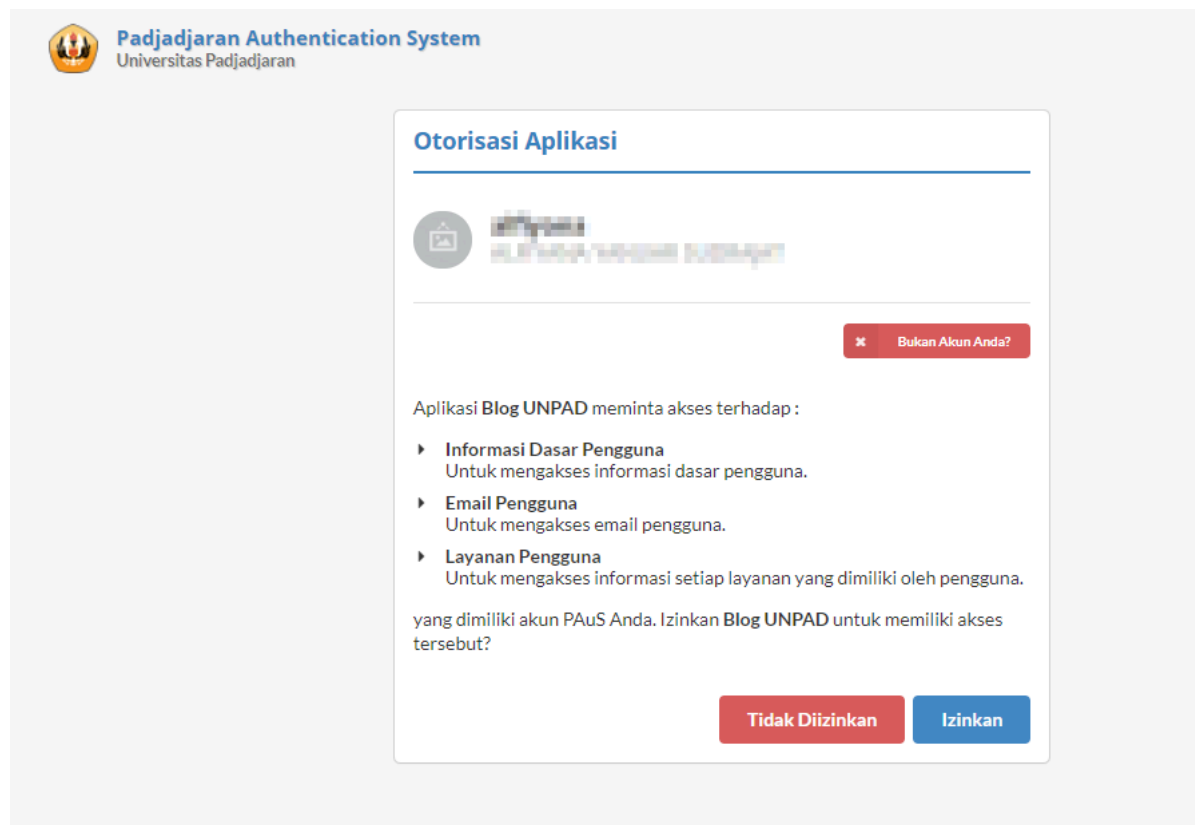 Padjadjaran Authentication System
Universitas Padjadjaran
Otorisasi Aplikasi
Bukan Akun Anda?
Aplikasi Blog UNPAD meminta akses terhadap :
Informasi Dasar Pengguna
Untuk mengakses informasi dasar pengguna.
Email Pengguna
Untuk mengakses email pengguna.
Layanan Pengguna
Untuk mengakses informasi setiap layanan yang dimiliki oleh pengguna.
yang dimiliki akun PAuS Anda. Izinkan Blog UNPAD untuk memiliki akses
tersebut?
Tidak Diizinkan
Izinkan